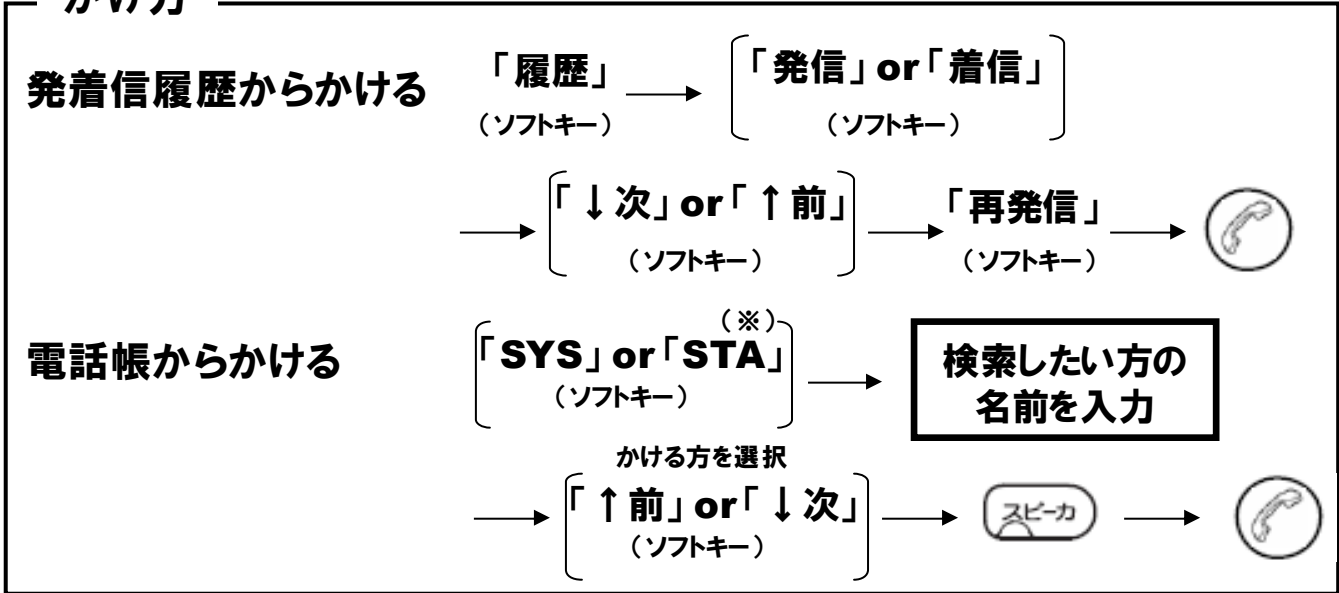 かけ方
発着信履歴からかける 「履歴」 → 「発信」or「着信」
（ソフトキー） （ソフトキー）
→ 「↓次」or「↑前」 → 「再発信」 →
（ソフトキー） （ソフトキー）
（※）
電話帳からかける 「SYS」or「STA」 → 検索したい方の
（ソフトキー） 名前を入力
かける方を選択
→ 「↑前」or「↓次」 → スピーカ →
（ソフトキー）